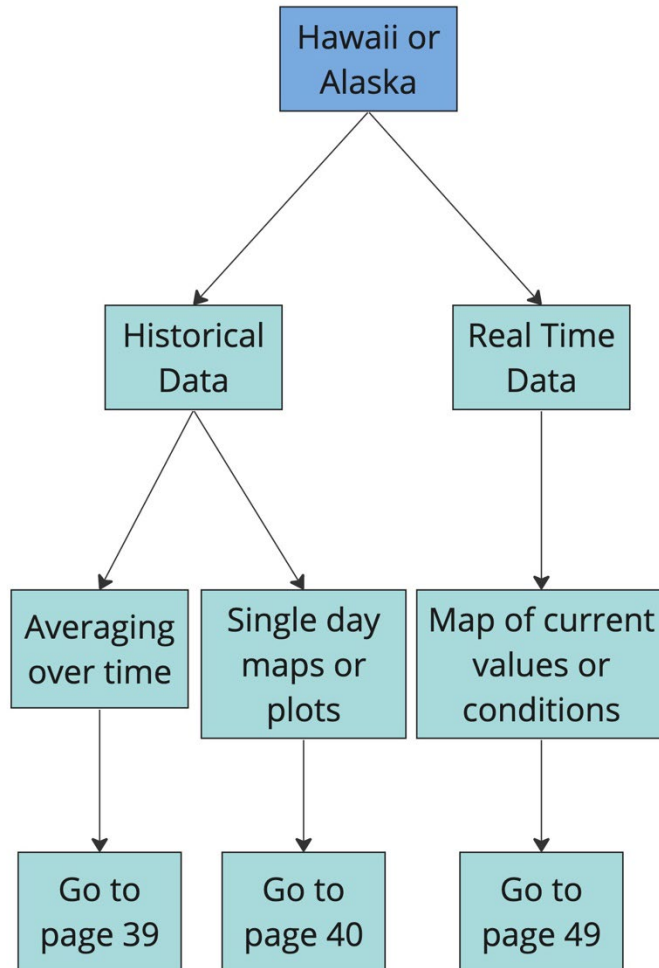 Hawaii or
Alaska
Historical
Data
Real Time
Data
Averaging
over time
Single day
maps or
plots
Map of current
values or
conditions
Go to
page 39
Go to
page 40
Go to
page 49